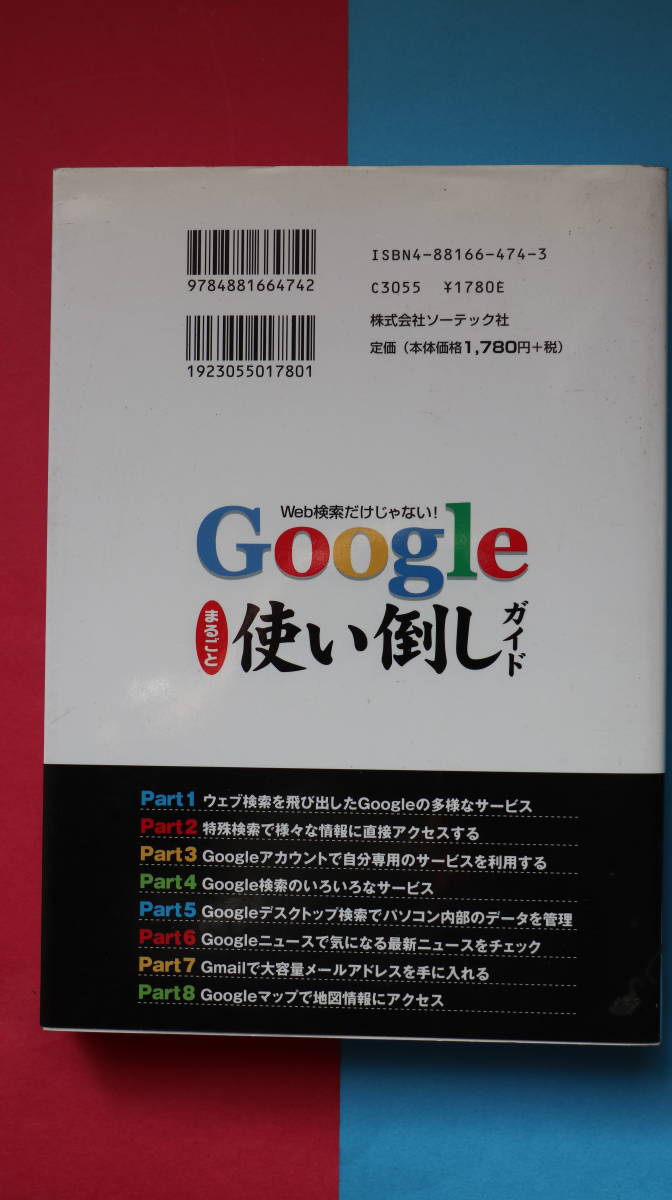 9784881664742
ISBN4-88166-474-3
C3055 ¥1780E
1923055017801
株式会社ソーテック社
定価（本体価格1,780円+税）
Web検索だけじゃない!
Google
まるごと
使い倒し
ガイド
Part1 ウェブ検索を飛び出したGoogleの多様なサービス
Part2 特殊検索で様々な情報に直接アクセスする
Part3 Googleアカウントで自分専用のサービスを利用する
Part4 Google検索のいろいろなサービス
Part5 Googleデスクトップ検索でパソコン内部のデータを管理
Part6 Googleニュースで気になる最新ニュースをチェック
Part7 Gmailで大容量メールアドレスを手に入れる
Part8 Googleマップで地図情報にアクセス